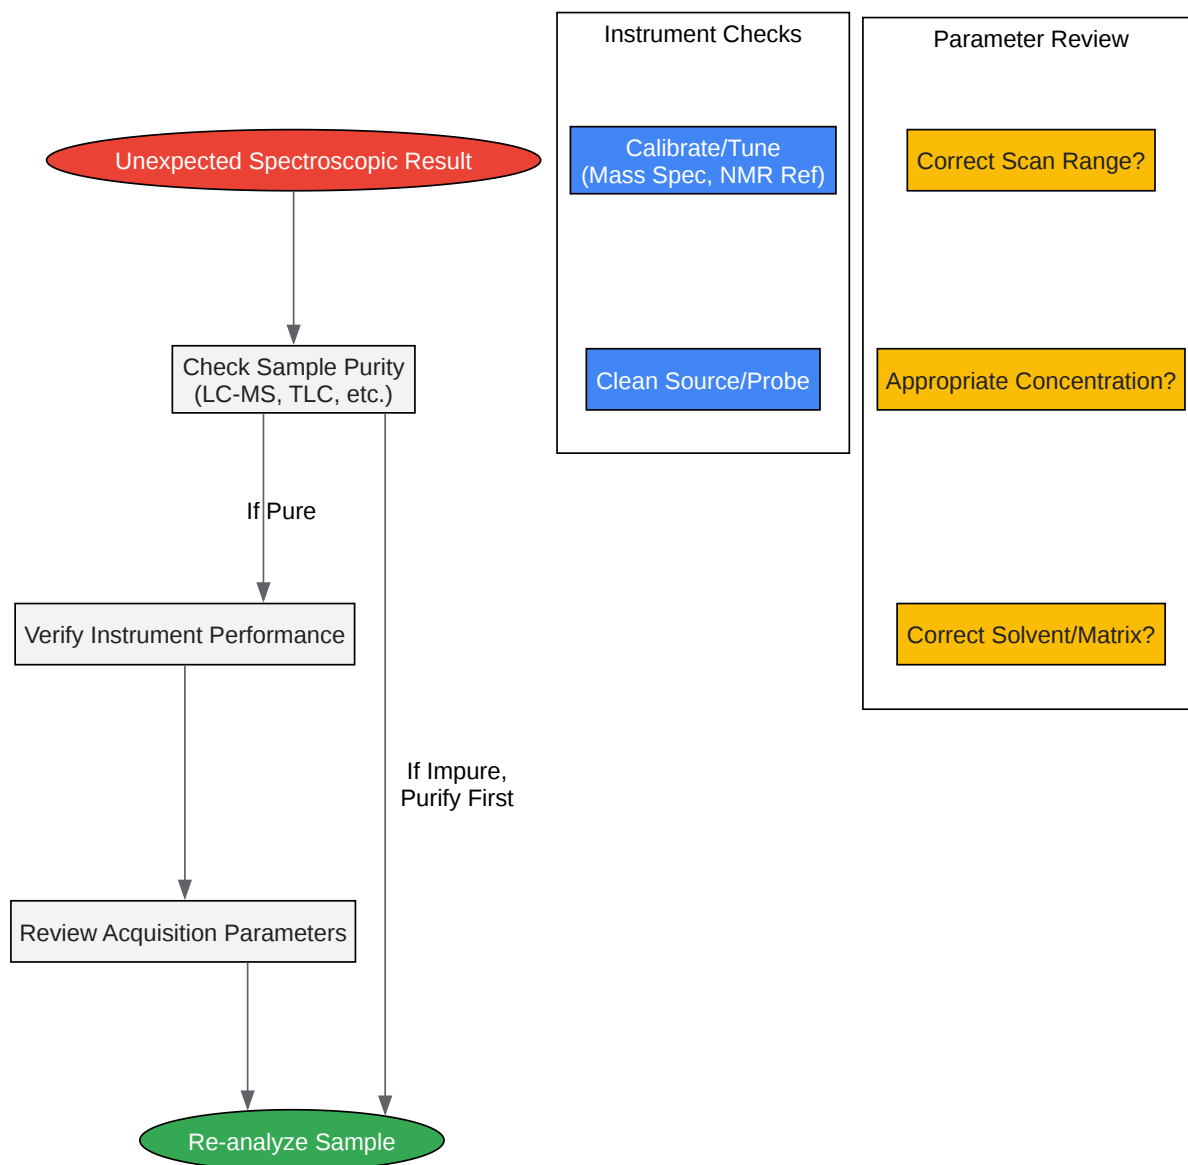 Unexpected Spectroscopic Result
Check Sample Purity
(LC-MS, TLC, etc.)
If Pure
Verify Instrument Performance
If Impure,
Purify First
Review Acquisition Parameters
Re-analyze Sample
Instrument Checks
Calibrate/Tune
(Mass Spec, NMR Ref)
Clean Source/Probe
Parameter Review
Correct Scan Range?
Appropriate Concentration?
Correct Solvent/Matrix?